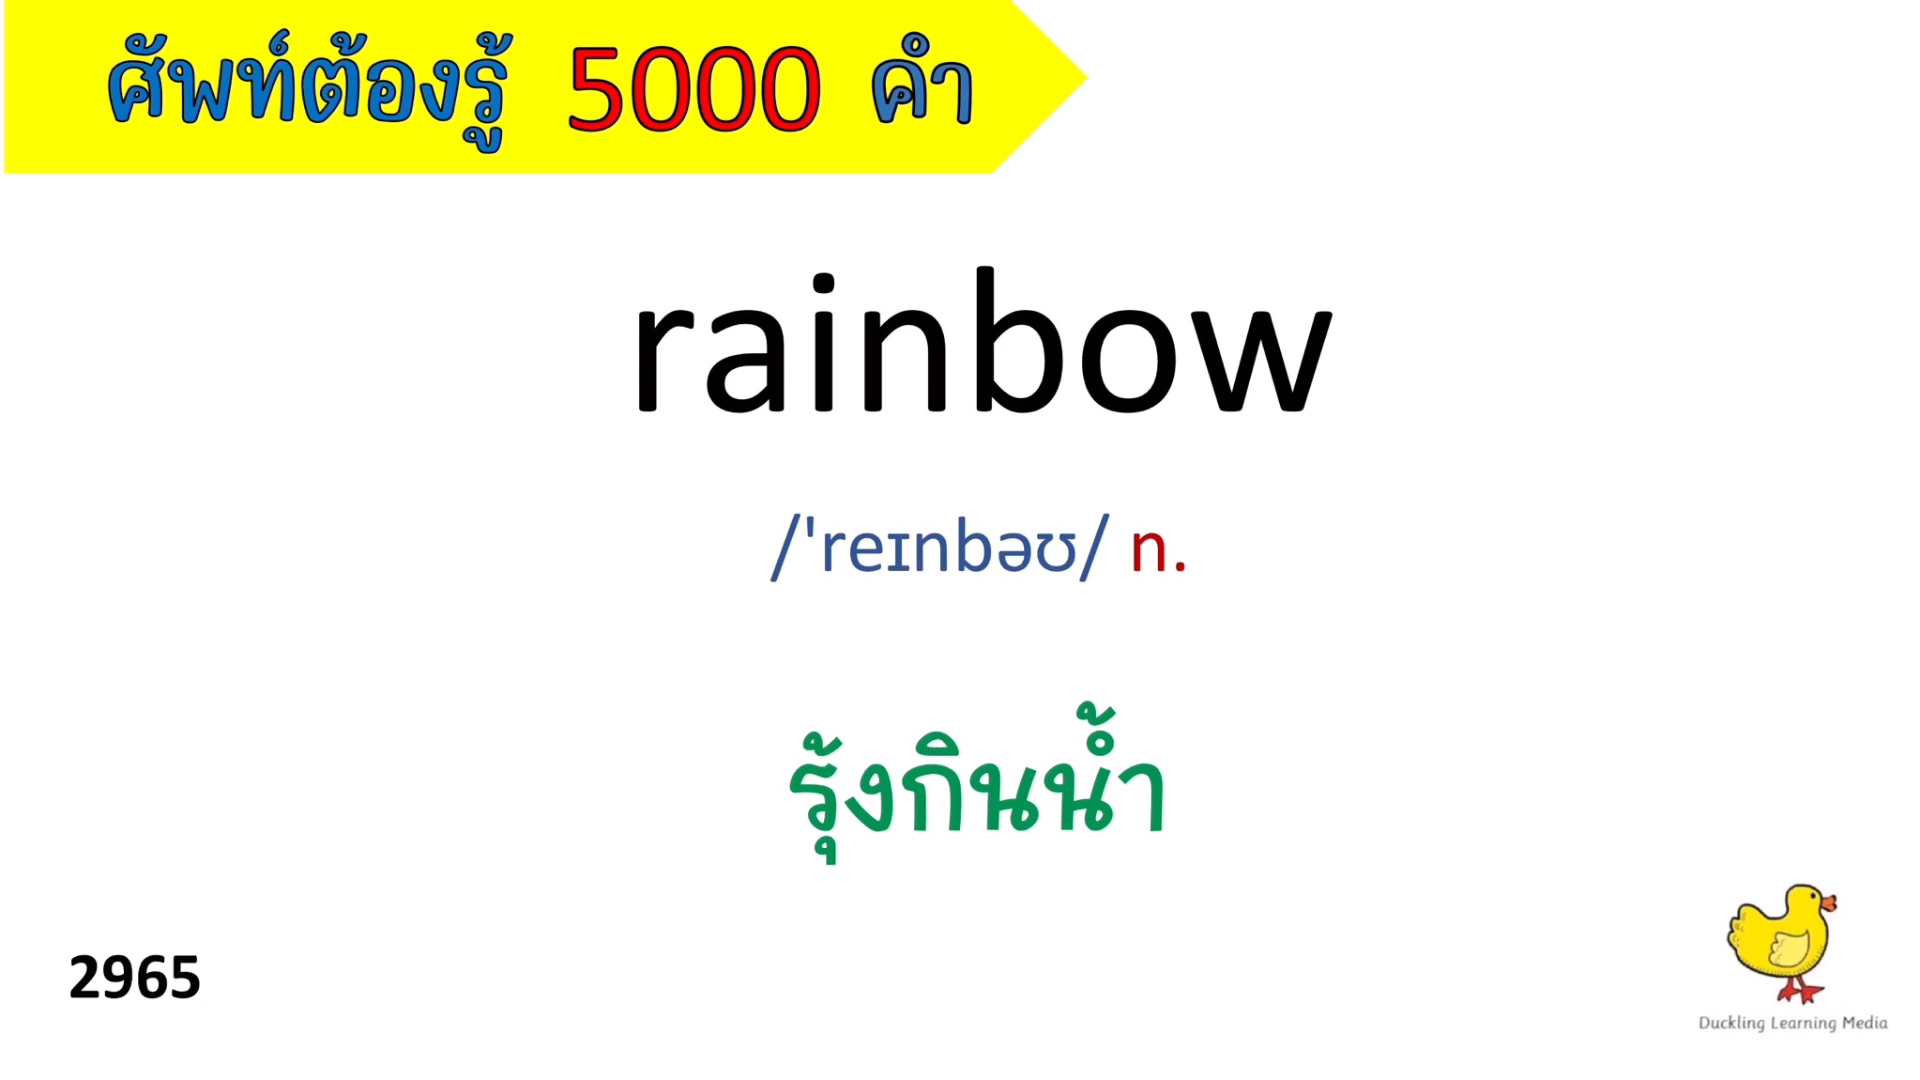 ศัพท์ต้องรู้ 5000 คำ
rainbow
/ˈreɪnbəʊ/ n.
รุ้งกินน้ำ
2965
Duckling Learning Media